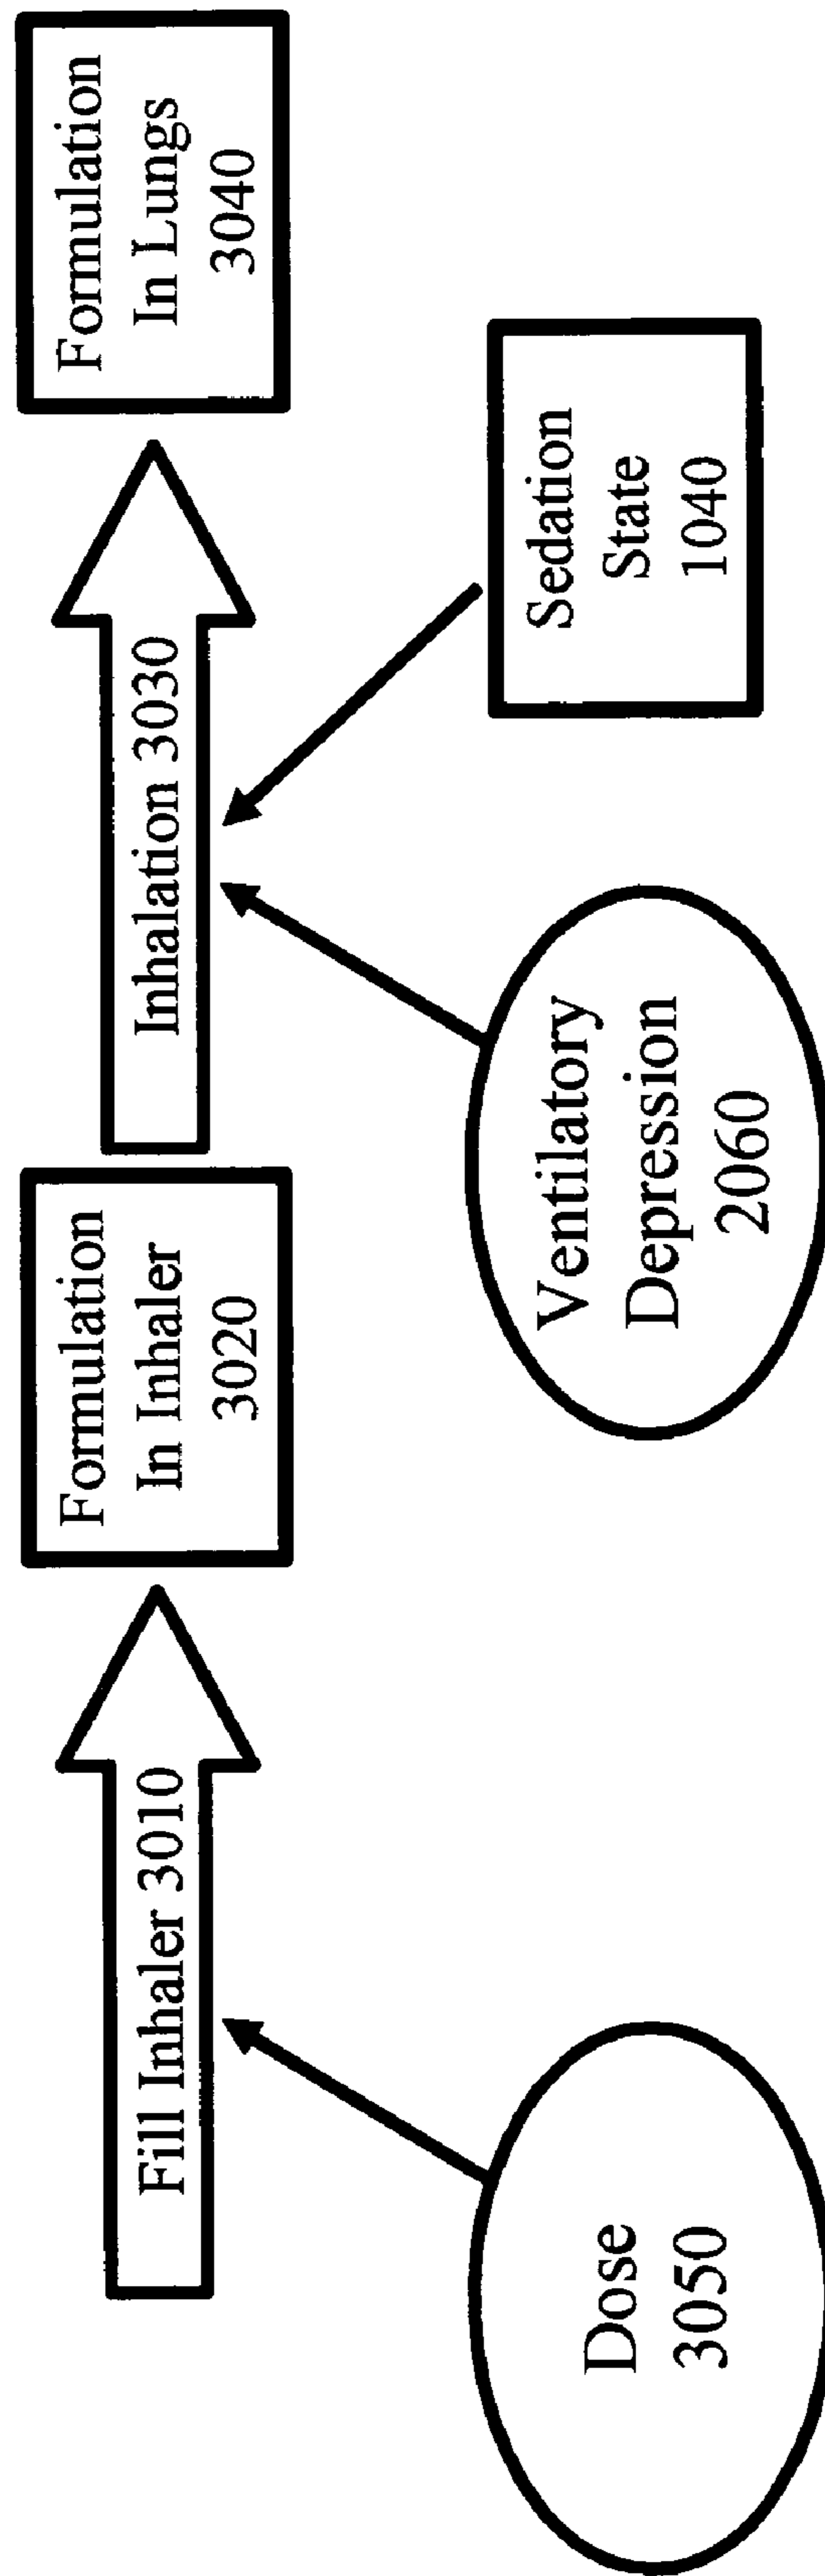 Fill Inhaler 3010
Formulation
In Inhaler
3020
Inhalation 3030
Formulation
In Lungs
3040
Dose
3050
Ventilatory
Depression
2060
Sedation
State
1040